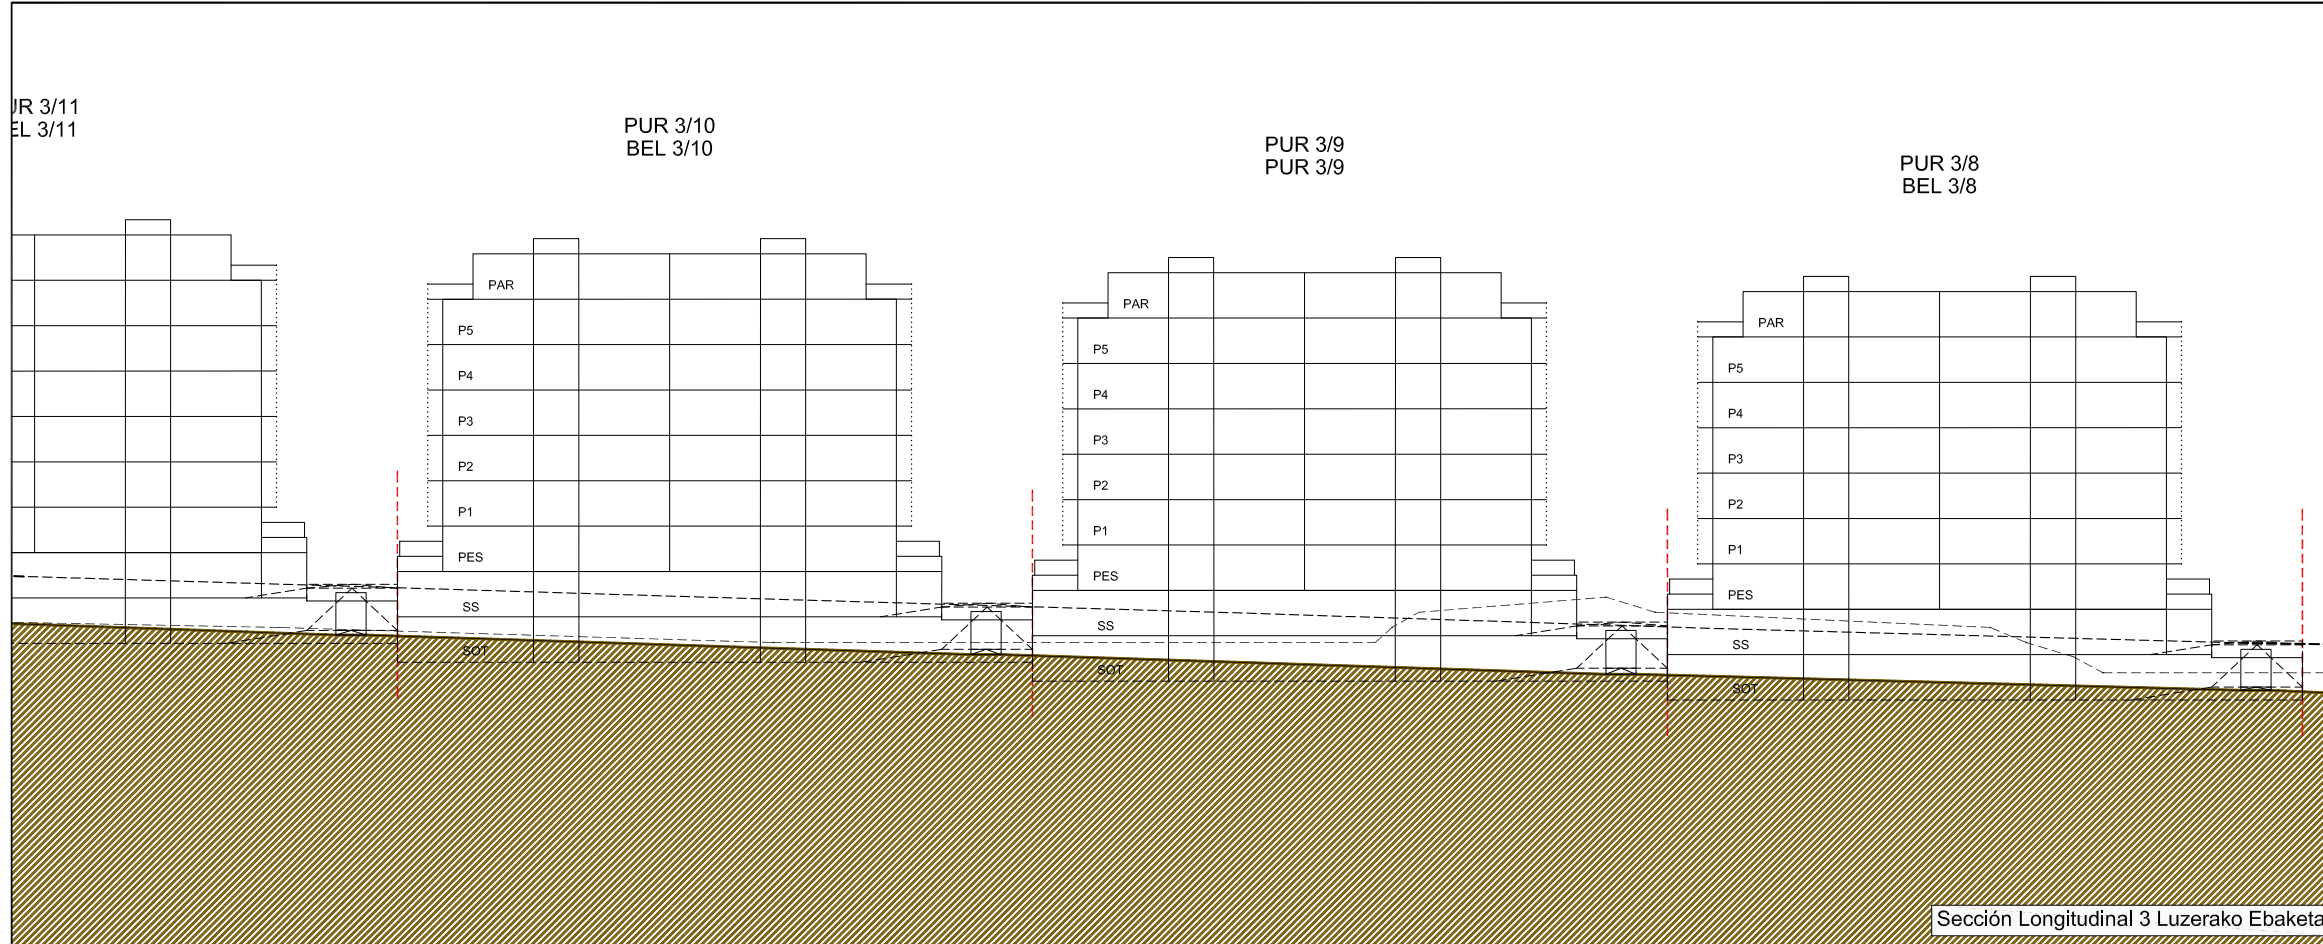 UR 3/11
EL 3/11
PUR 3/10
BEL 3/10
PUR 3/9
PUR 3/9
PUR 3/8
BEL 3/8
PAR
P5
P4
P3
P2
P1
PES
SS
SOT
PAR
P5
P4
P3
P2
P1
PES
SS
SOT
PAR
P5
P4
P3
P2
P1
PES
SS
SOT
Sección Longitudinal 3 Luzerako Ebaketa